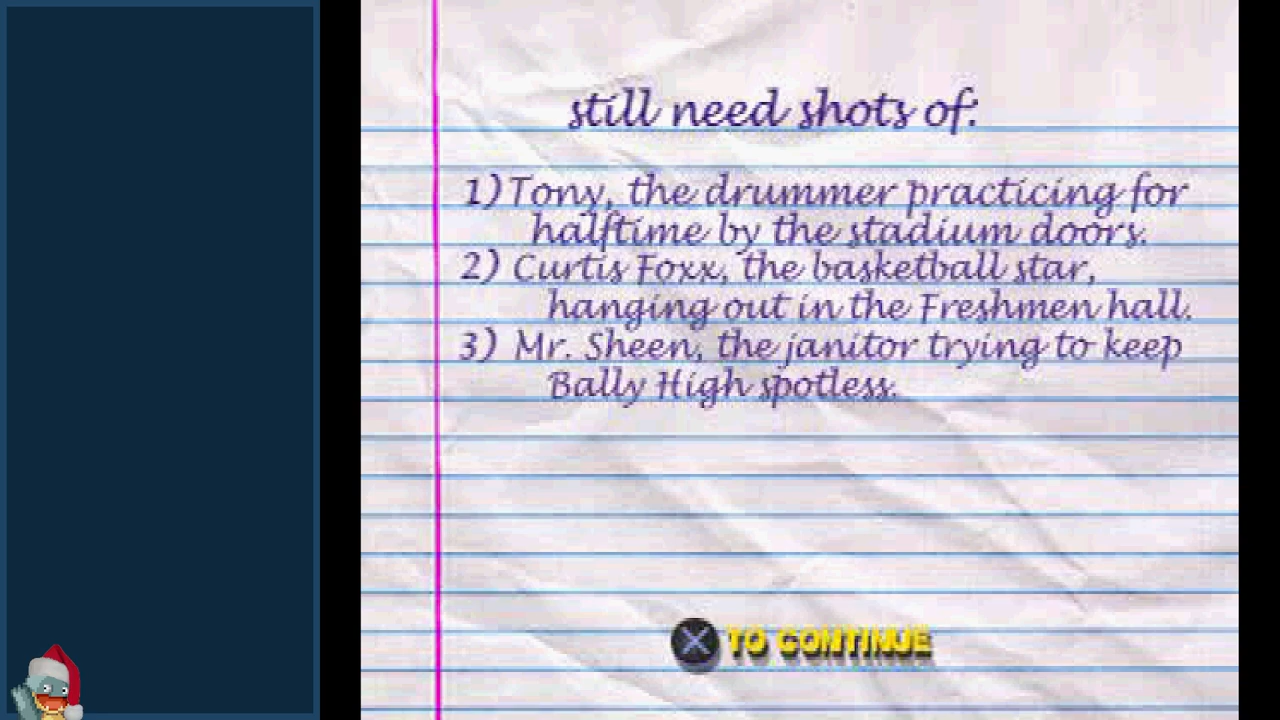 still need shots of:
1) Tony, the drummer practicing for
halftime by the stadium doors.
2) Curtis Foxx, the basketball star,
hanging out in the Freshmen hall.
3) Mr. Sheen, the janitor trying to keep
Bally High spotless.
X TO CONTINUE